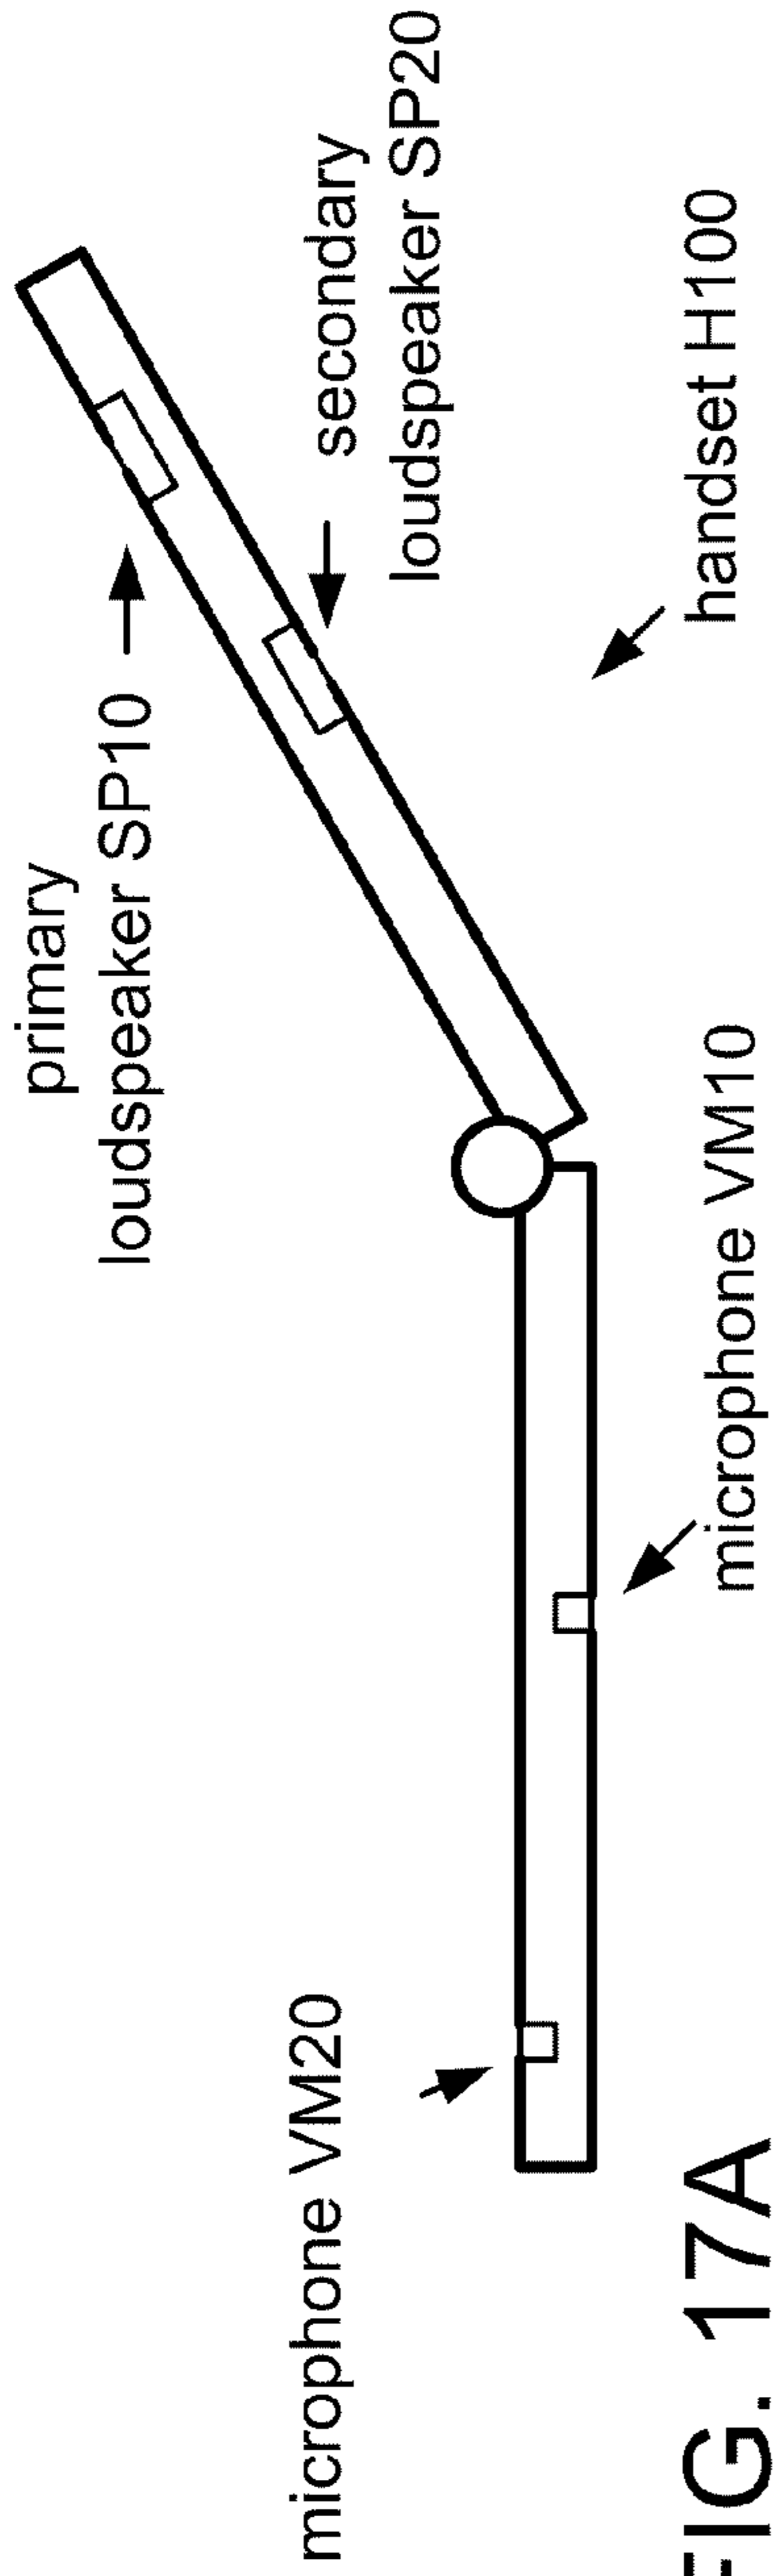 primary
loudspeaker SP10
secondary
loudspeaker SP20
handset H100
microphone VM10
microphone VM20
FIG. 17A